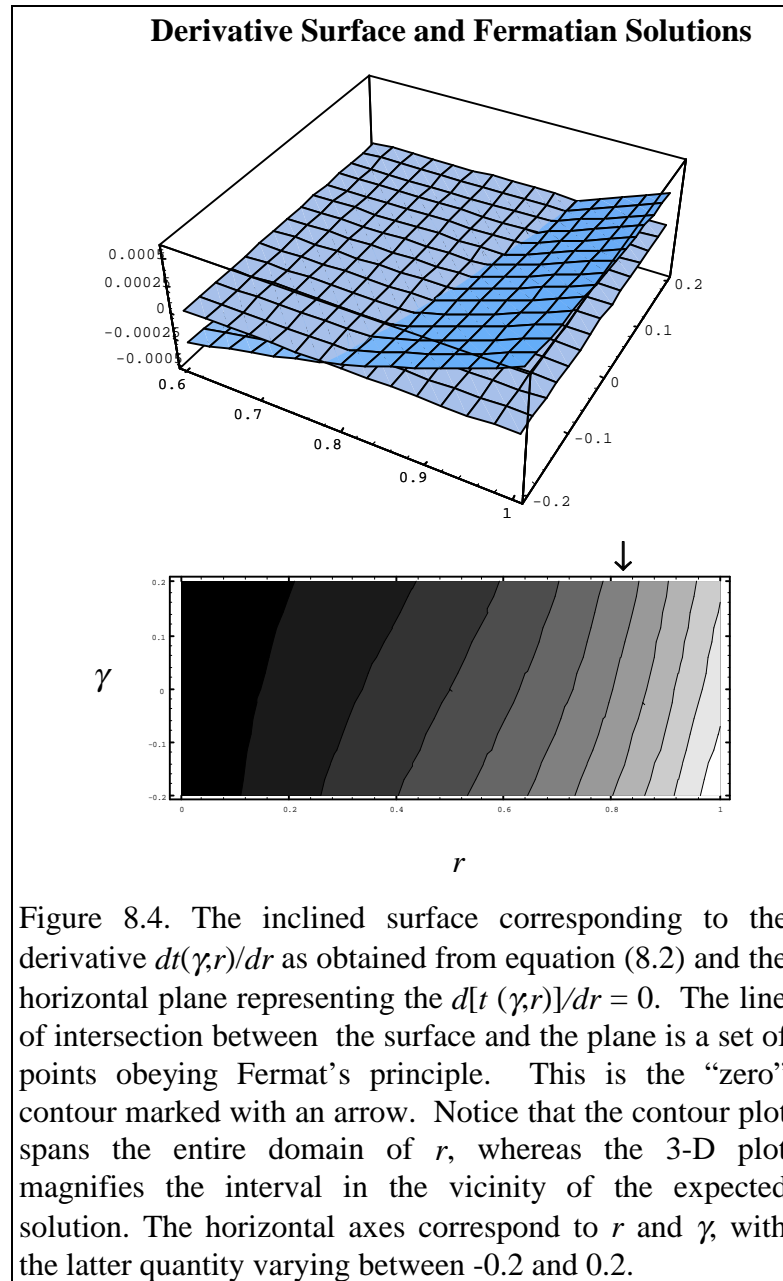 Derivative Surface and Fermatian Solutions
0.0005
0.00025
0
-0.00025
-0.0005
0.6
0.7
0.8
0.9
1
0.2
0.1
0
-0.1
-0.2
↓
γ
0.2
0.1
0
-0.1
-0.2
0
0.2
0.4
0.6
0.8
1
r
Figure 8.4. The inclined surface corresponding to the
derivative dt(γ,r)/dr as obtained from equation (8.2) and the
horizontal plane representing the d[t (γ,r)]/dr = 0. The line
of intersection between the surface and the plane is a set of
points obeying Fermat's principle. This is the “zero”
contour marked with an arrow. Notice that the contour plot
spans the entire domain of r, whereas the 3-D plot
magnifies the interval in the vicinity of the expected
solution. The horizontal axes correspond to r and γ, with
the latter quantity varying between -0.2 and 0.2.